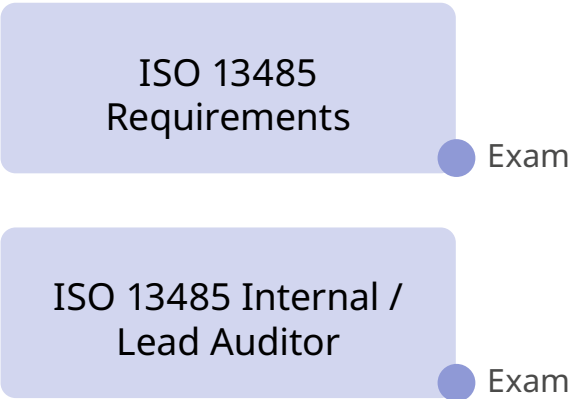 ISO 13485
Requirements
Exam
ISO 13485 Internal /
Lead Auditor
Exam